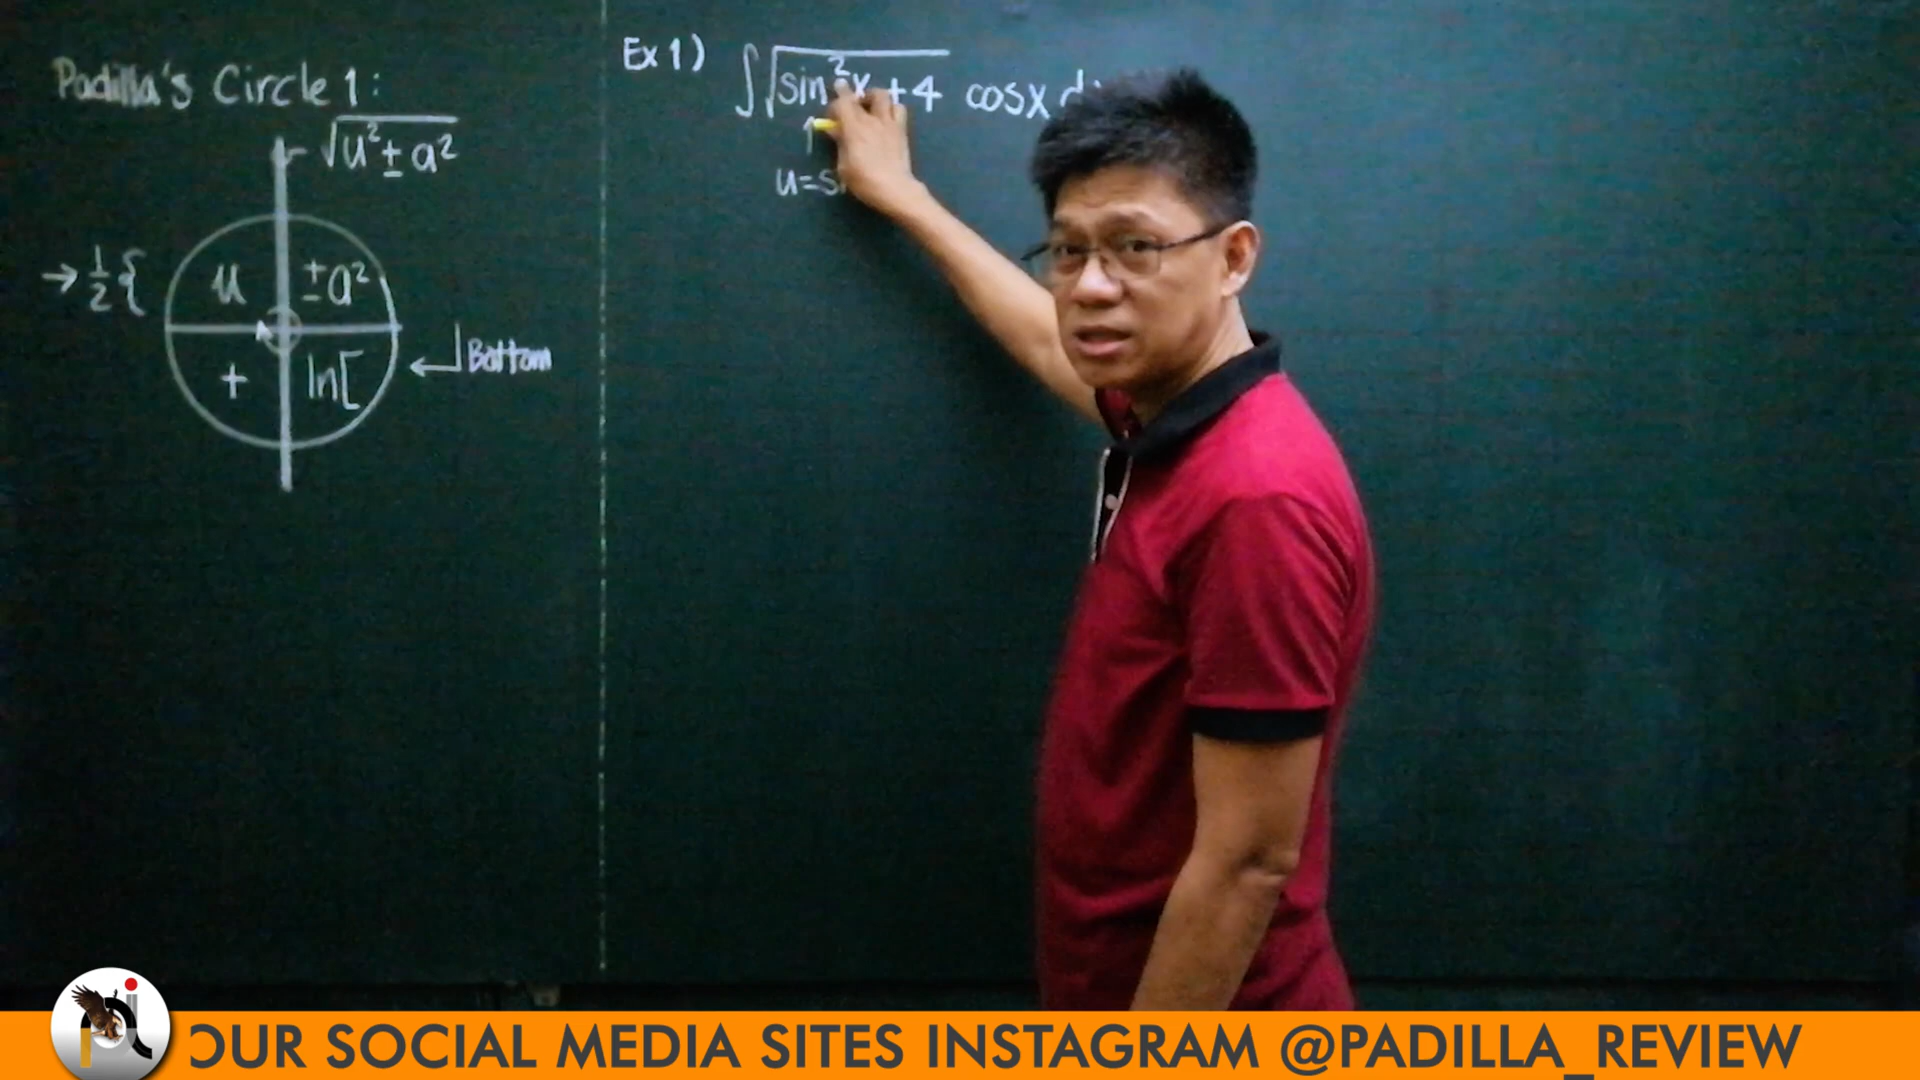 Padilla's Circle 1:
√u²±a²
→ 1/2 {
u ±a²
+ ln[
Bottom
Ex 1) ∫√sin²x + 4 cosx
u=s
OUR SOCIAL MEDIA SITES INSTAGRAM @PADILLA_REVIEW